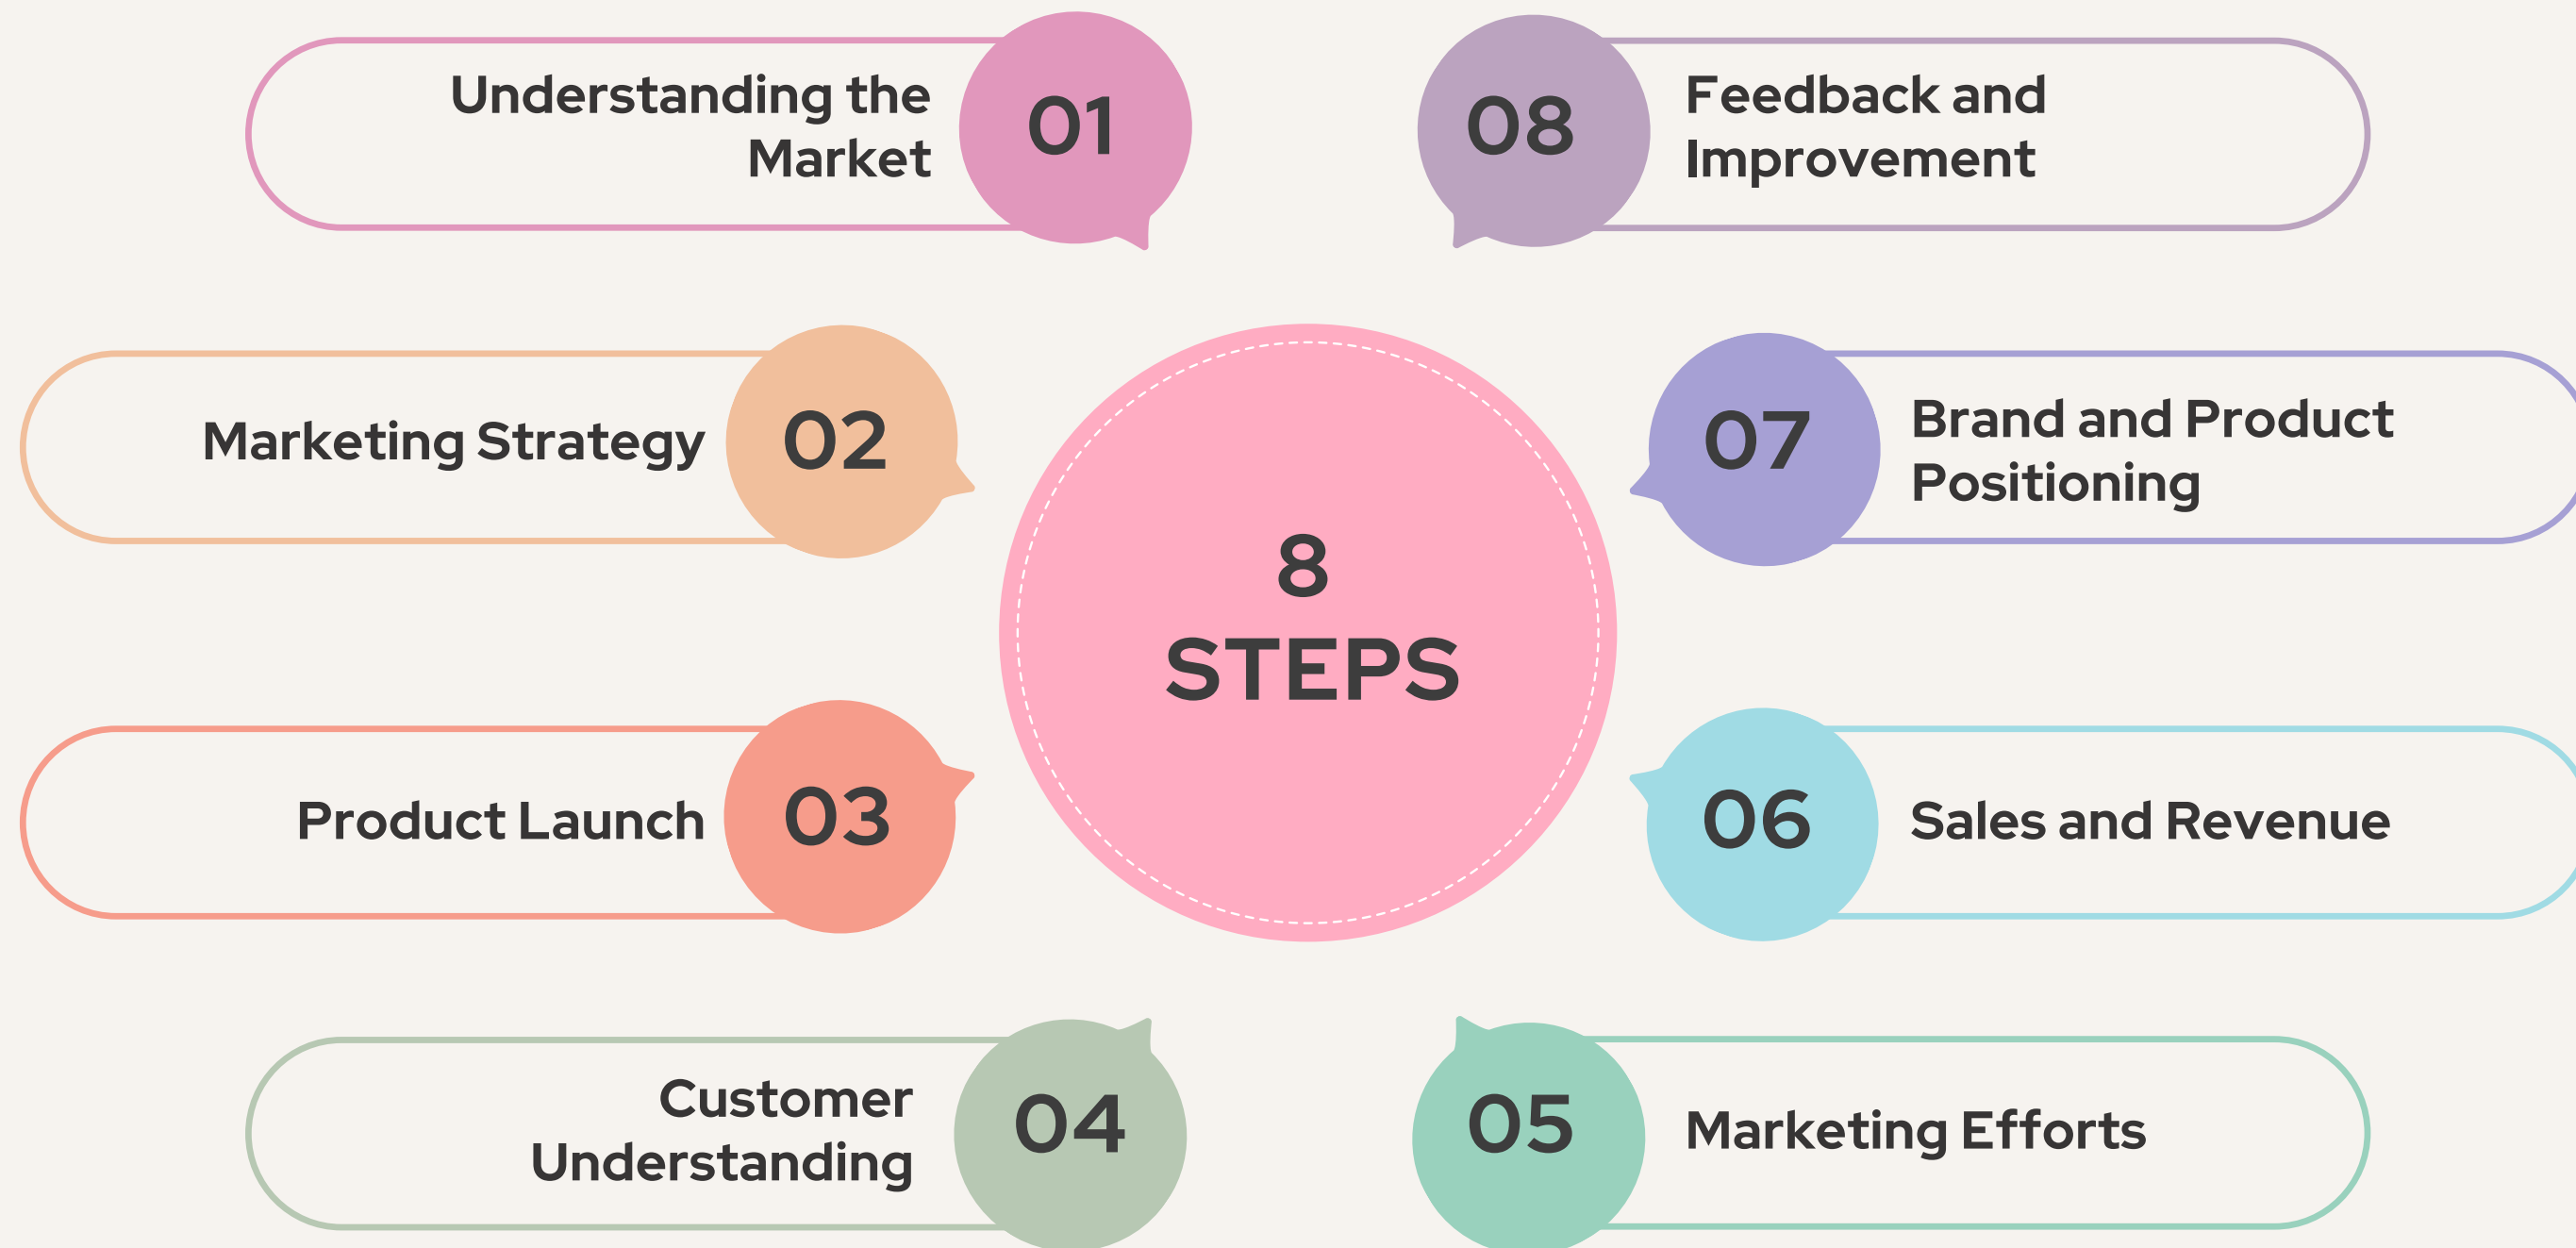 Understanding the
Market
01
Marketing Strategy
02
Product Launch
03
Customer
Understanding
04
8
STEPS
08
Feedback and
Improvement
07
Brand and Product
Positioning
06
Sales and Revenue
05
Marketing Efforts